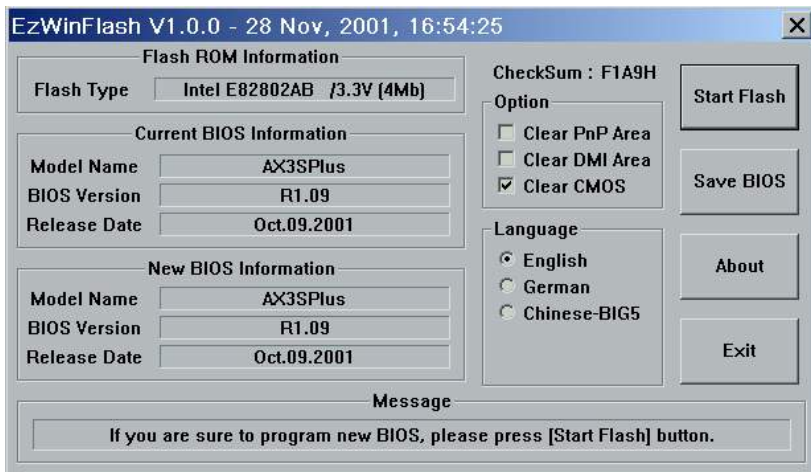 EzWinFlash V1.0.0 - 28 Nov, 2001, 16:54:25
Flash ROM Information
Flash Type Intel E82802AB /3.3V (4Mb)
Current BIOS Information
Model Name AX3SPlus
BIOS Version R1.09
Release Date Oct.09.2001
New BIOS Information
Model Name AX3SPlus
BIOS Version R1.09
Release Date Oct.09.2001
CheckSum : F1A9H
Option
Clear PnP Area
Clear DMI Area
Clear CMOS
Language
English
German
Chinese-BIG5
Start Flash
Save BIOS
About
Exit
Message
If you are sure to program new BIOS, please press [Start Flash] button.